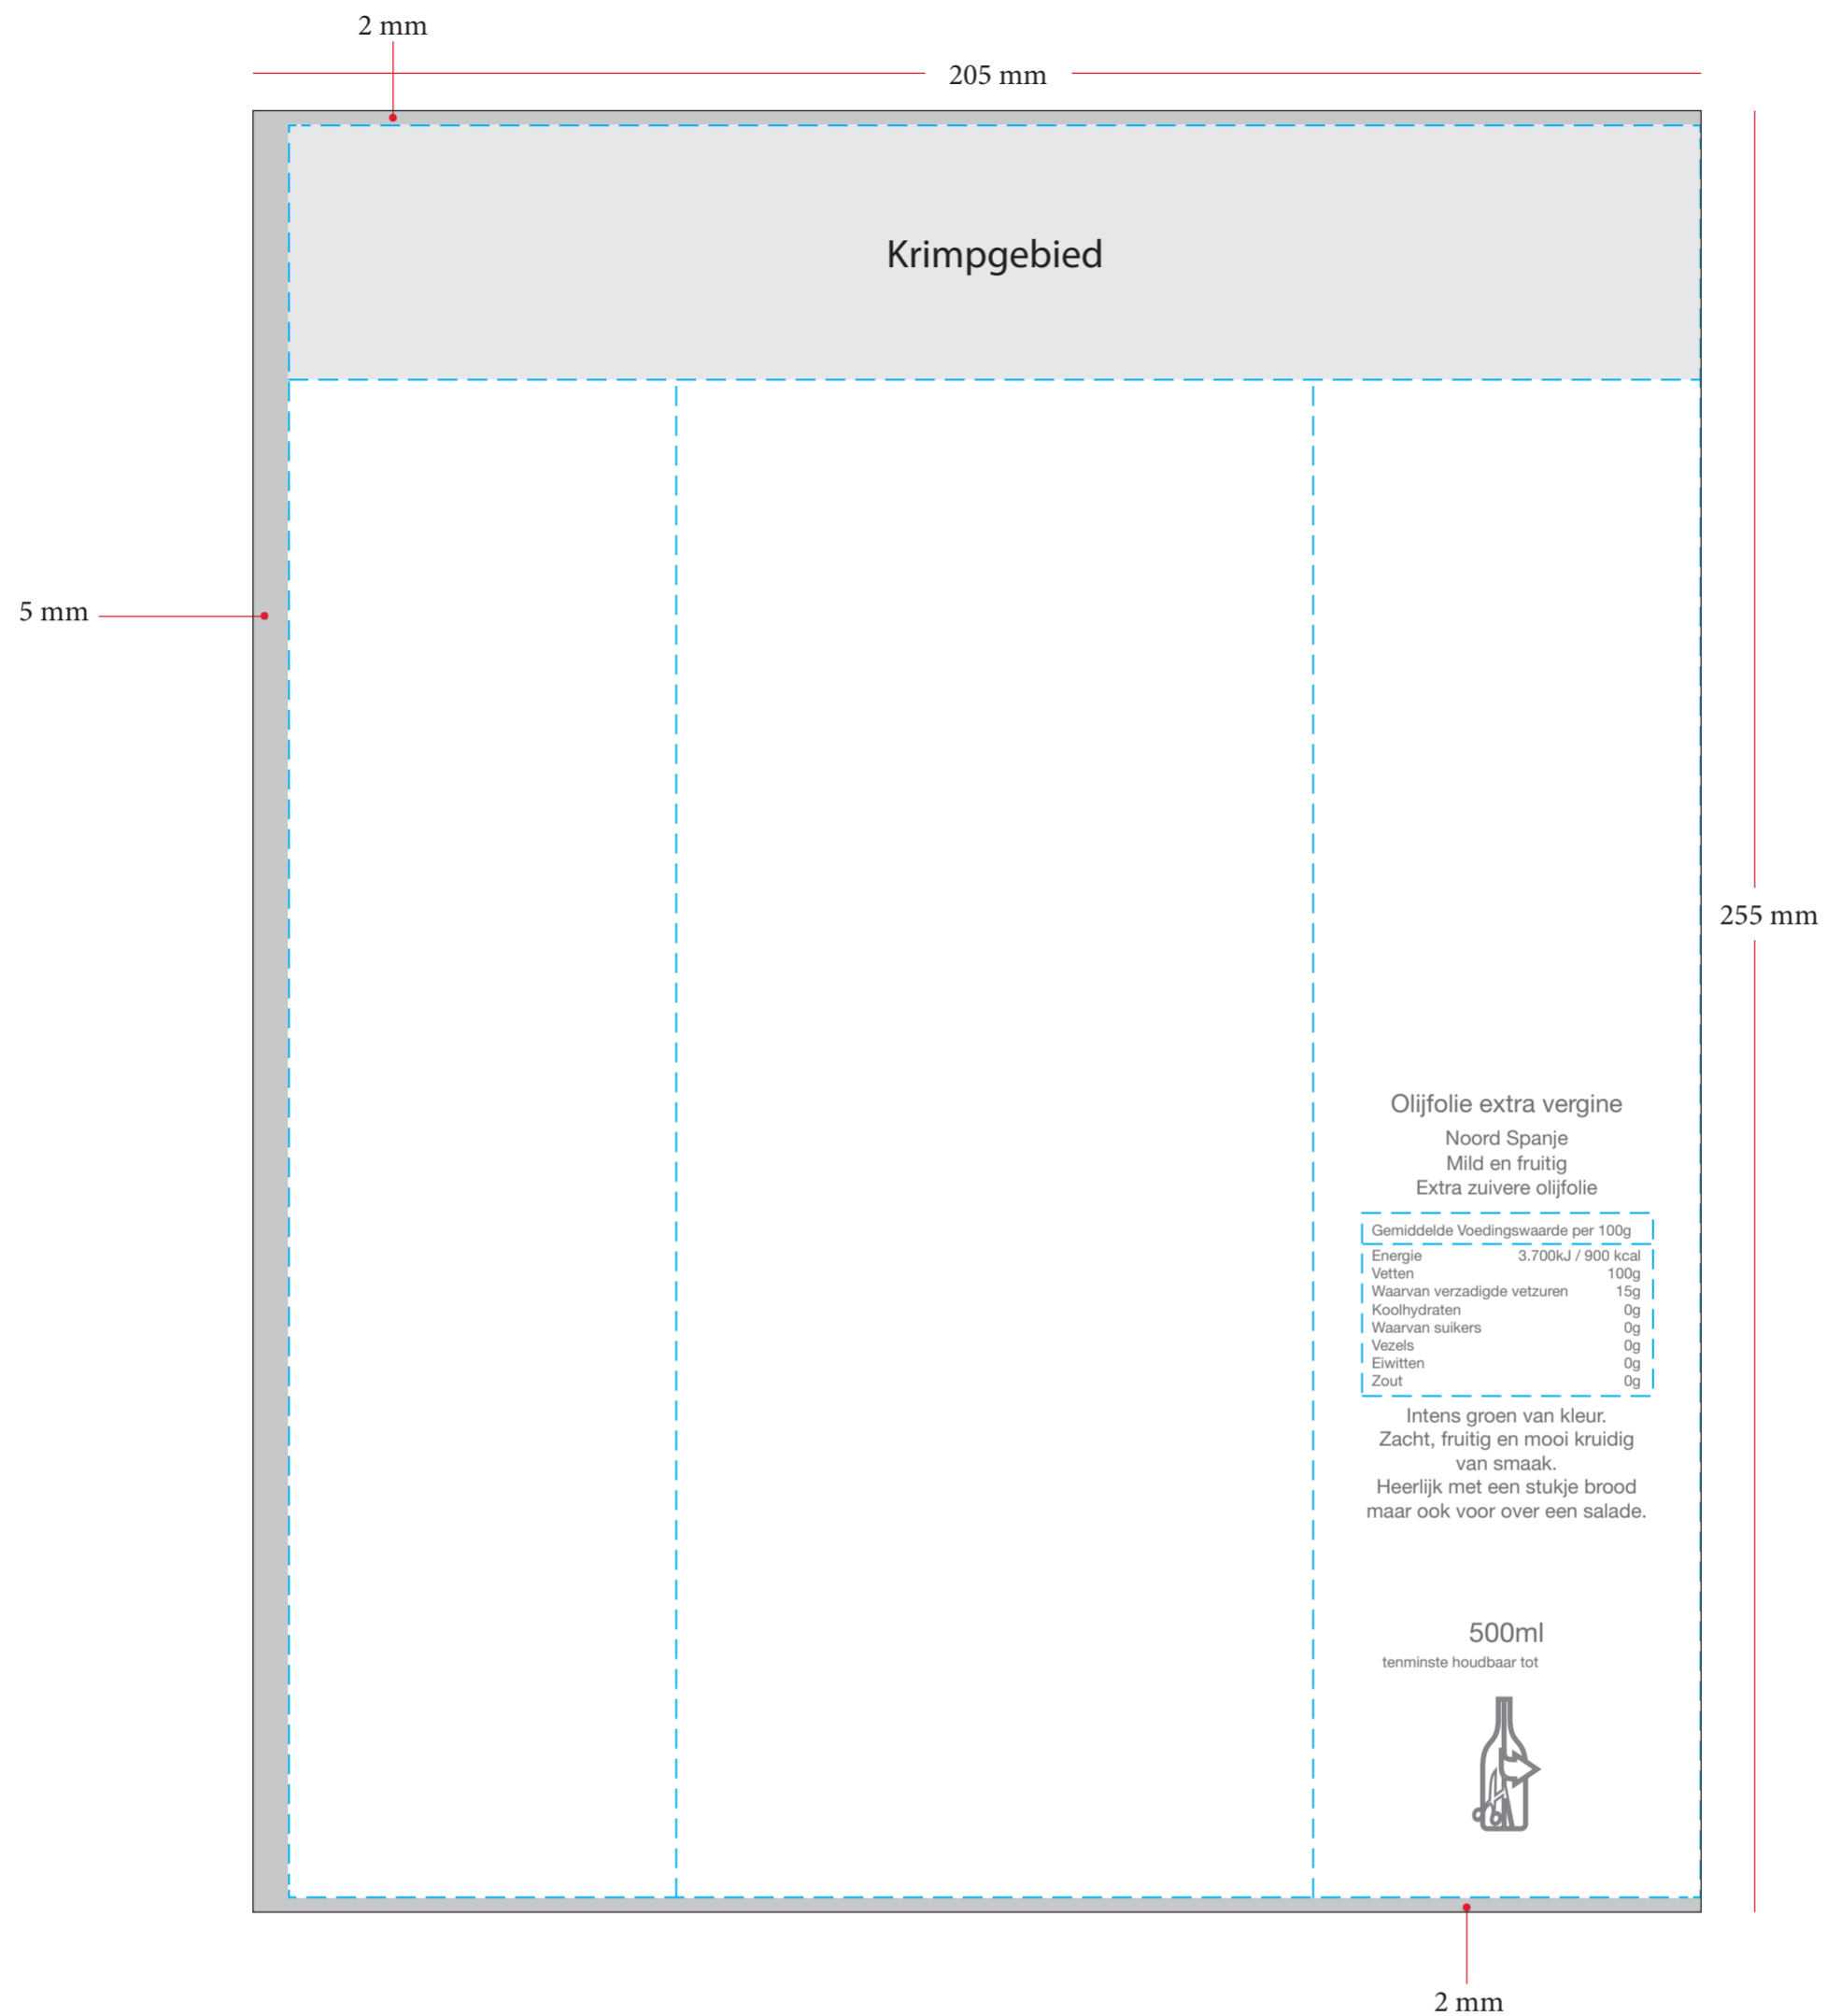 2 mm
205 mm
Krimpgebied
5 mm
255 mm
Olijfolie extra vergine
Noord Spanje
Mild en fruitig
Extra zuivere olijfolie
Gemiddelde Voedingswaarde per 100g
Energie 3.700kJ / 900 kcal
Vetten 100g
Waarvan verzadigde vetzuren 15g
Koolhydraten 0g
Waarvan suikers 0g
Vezels 0g
Eiwitten 0g
Zout 0g
Intens groen van kleur.
Zacht, fruitig en mooi kruidig
van smaak.
Heerlijk met een stukje brood
maar ook voor over een salade.
500ml
tenminste houdbaar tot
2 mm